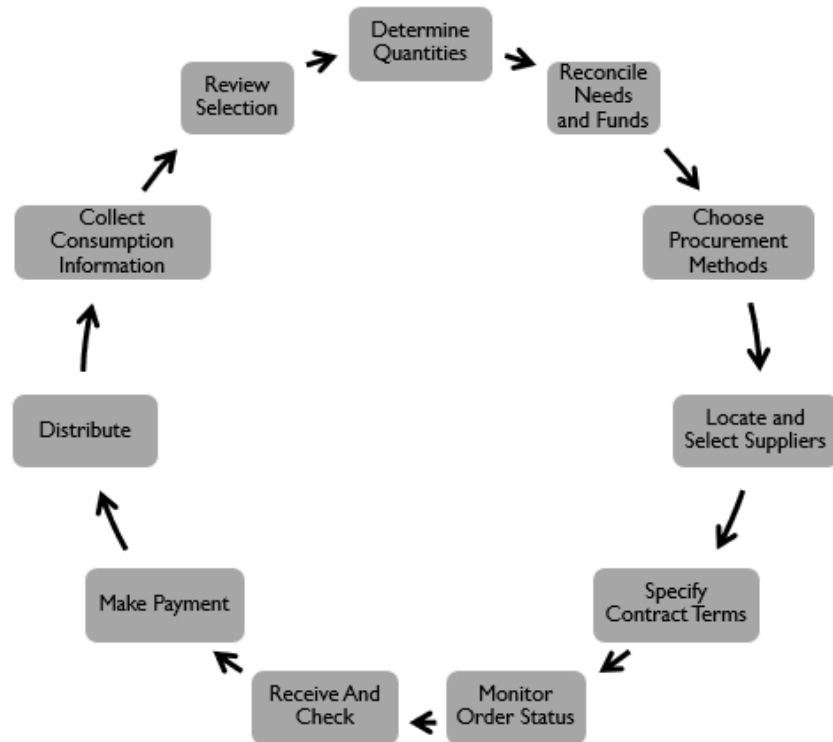 Determine
Quantities
Reconcile
Needs
and Funds
Choose
Procurement
Methods
Locate and
Select Suppliers
Specify
Contract Terms
Monitor
Order Status
Receive And
Check
Make Payment
Distribute
Collect
Consumption
Information
Review
Selection